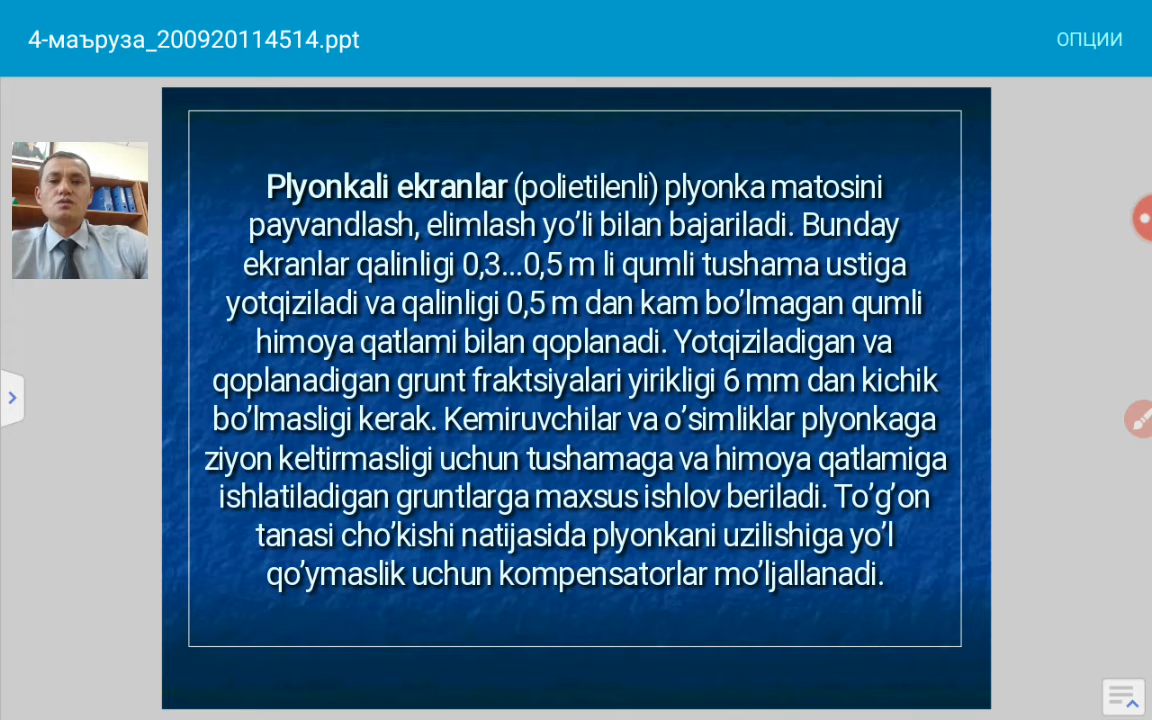 4-маъруза_200920114514.ppt
ОПЦИИ
Plyonkali ekranlar (polietilenli) plyonka matosini
payvandlash, elimlash yo’li bilan bajariladi. Bunday
ekranlar qalinligi 0,3…0,5 m li qumli tushama ustiga
yotqiziladi va qalinligi 0,5 m dan kam bo’lmagan qumli
himoya qatlami bilan qoplanadi. Yotqiziladigan va
qoplanadigan grunt fraktsiyalari yirikligi 6 mm dan kichik
bo’lmasligi kerak. Kemiruvchilar va o’simliklar plyonkaga
ziyon keltirmasligi uchun tushamaga va himoya qatlamiga
ishlatiladigan gruntlarga maxsus ishlov beriladi. To’g’on
tanasi cho’kishi natijasida plyonkani uzilishiga yo’l
qo’ymaslik uchun kompensatorlar mo’ljallanadi.